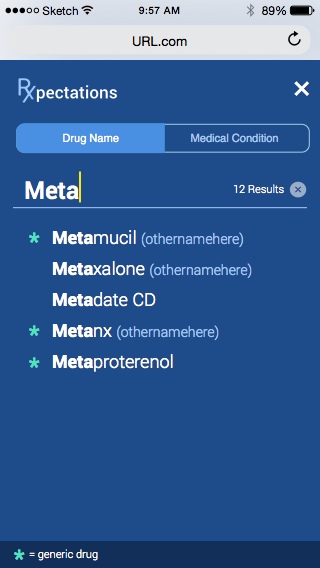 Sketch 9:57 AM 89%
URL.com
Rxpectations
Drug Name Medical Condition
Meta 12 Results
* Metamucil (othernamehere)
Metaxalone (othernamehere)
Metadate CD
* Metanx (othernamehere)
* Metaproterenol
* = generic drug